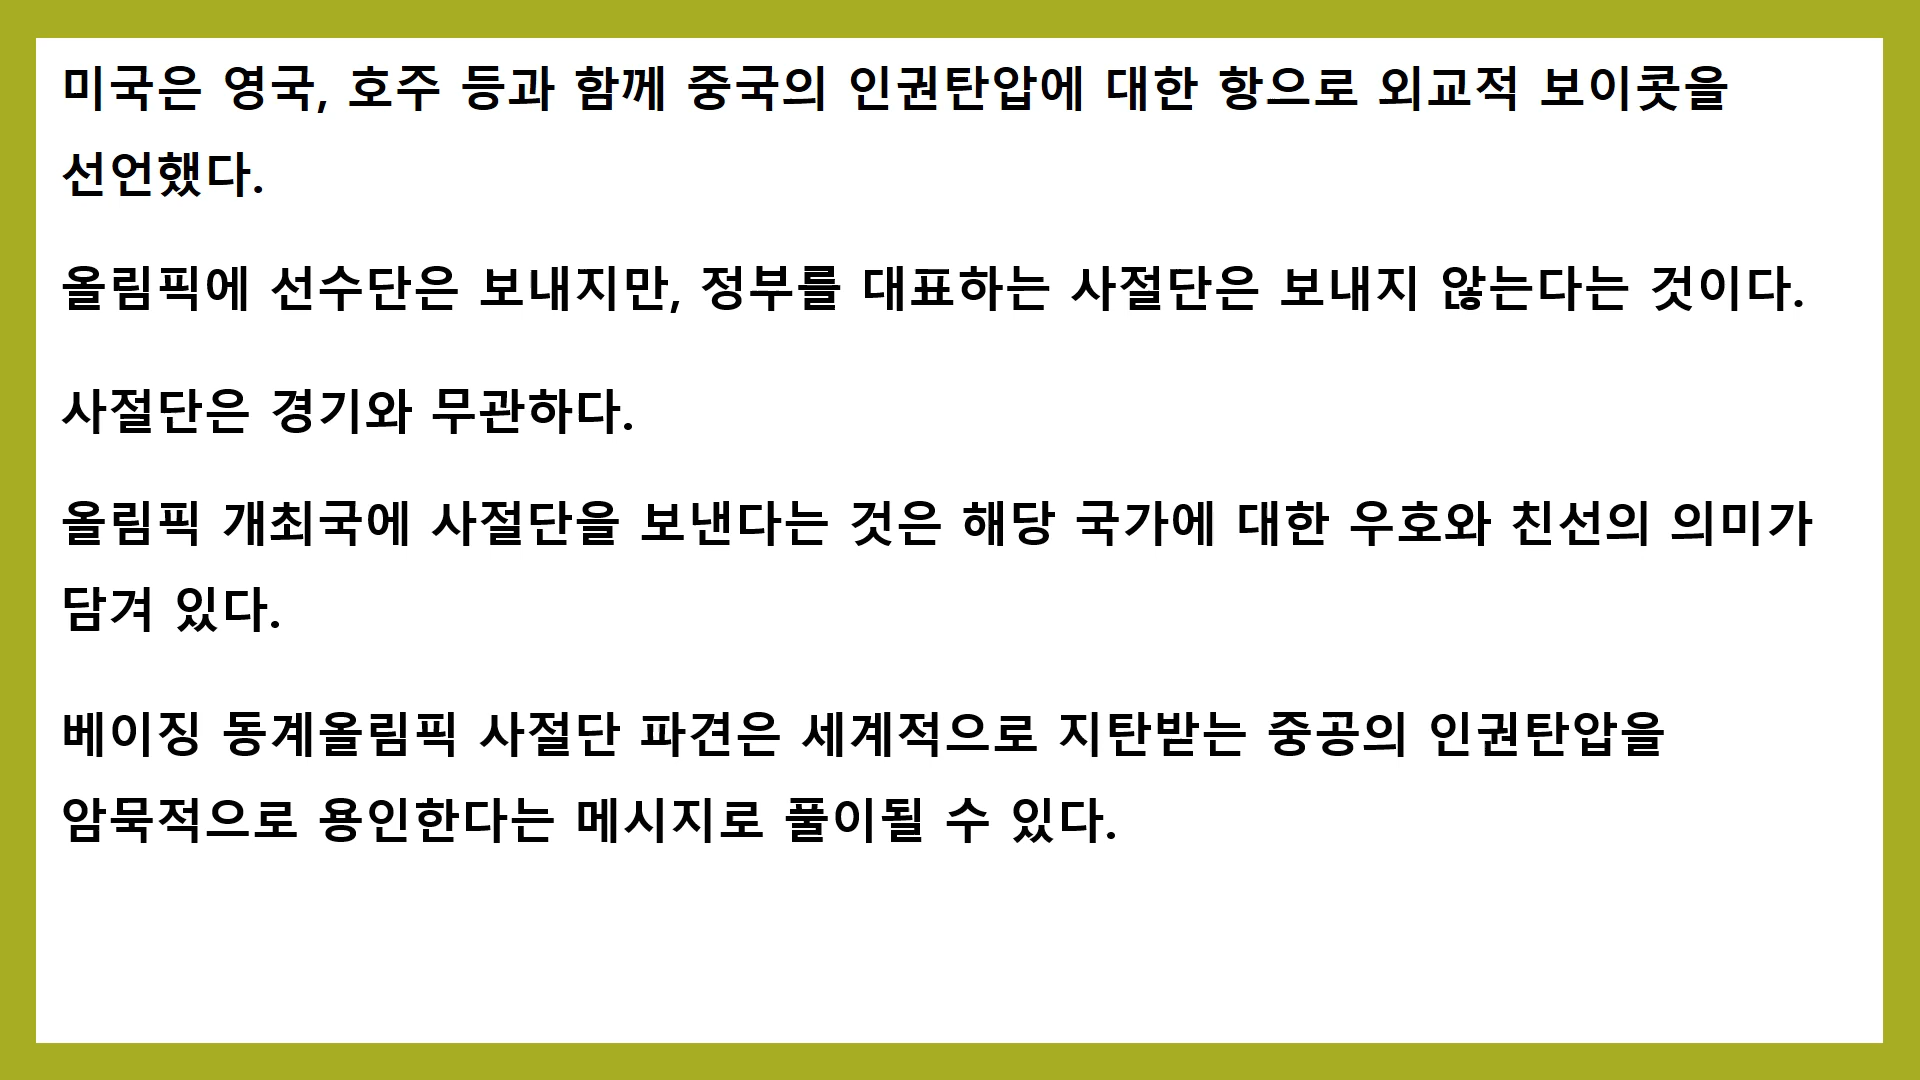 미국은 영국, 호주 등과 함께 중국의 인권탄압에 대한 항으로 외교적 보이콧을
선언했다.
올림픽에 선수단은 보내지만, 정부를 대표하는 사절단은 보내지 않는다는 것이다.
사절단은 경기와 무관하다.
올림픽 개최국에 사절단을 보낸다는 것은 해당 국가에 대한 우호와 친선의 의미가
담겨 있다.
베이징 동계올림픽 사절단 파견은 세계적으로 지탄받는 중공의 인권탄압을
암묵적으로 용인한다는 메시지로 풀이될 수 있다.